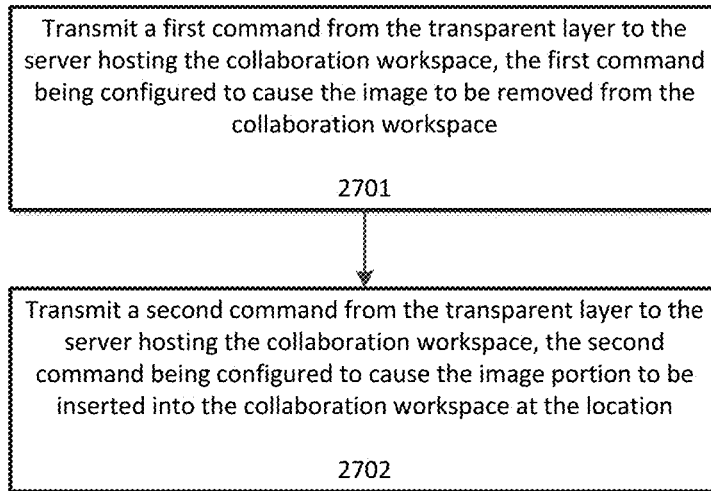 Transmit a first command from the transparent layer to the
server hosting the collaboration workspace, the first command
being configured to cause the image to be removed from the
collaboration workspace
2701
Transmit a second command from the transparent layer to the
server hosting the collaboration workspace, the second
command being configured to cause the image portion to be
inserted into the collaboration workspace at the location
2702